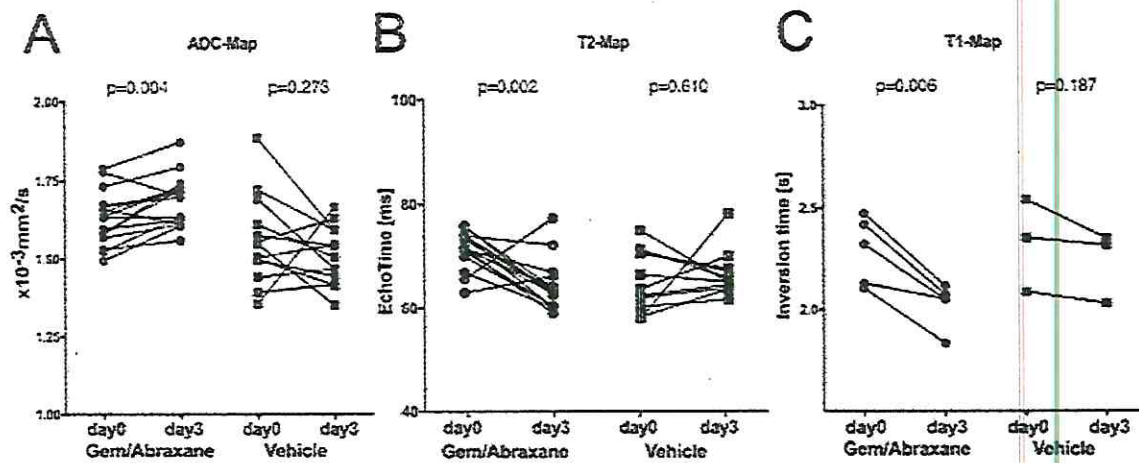 A
ADC-Map
p=0.004
p=0.273
x10-3mm2/s
2.00
1.75
1.50
1.25
1.00
day0
day3
day0
day3
Gem/Abraxane
Vehicle
B
T2-Map
p=0.002
p=0.610
EchoTimo [ms]
100
80
60
40
day0
day3
day0
day3
Gem/Abraxane
Vehicle
C
T1-Map
p=0.006
p=0.187
Inversion time [s]
3.0
2.5
2.0
day0
day3
day0
day3
Gem/Abraxane
Vehicle